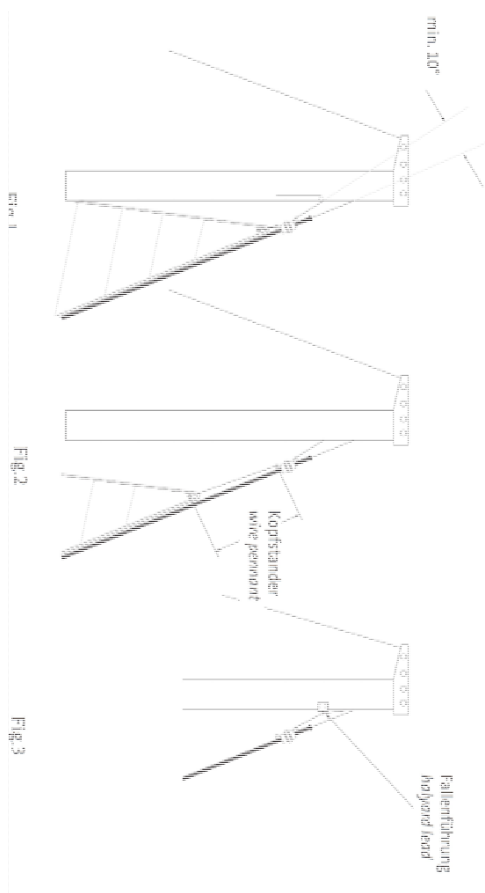 min. 10°
Fig.1
Kopfstander
wire pennant
Fig.2
Fallenführung
halyard lead
Fig.3